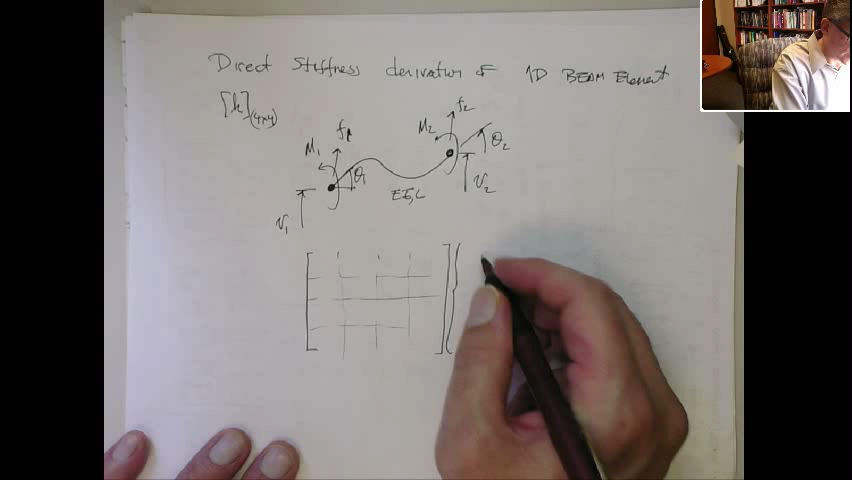 Direct Stiffness derivation of 1D BEAM Element
[k](4x4)
f1
M1
θ1
v1
EI,L
f2
M2
θ2
v2